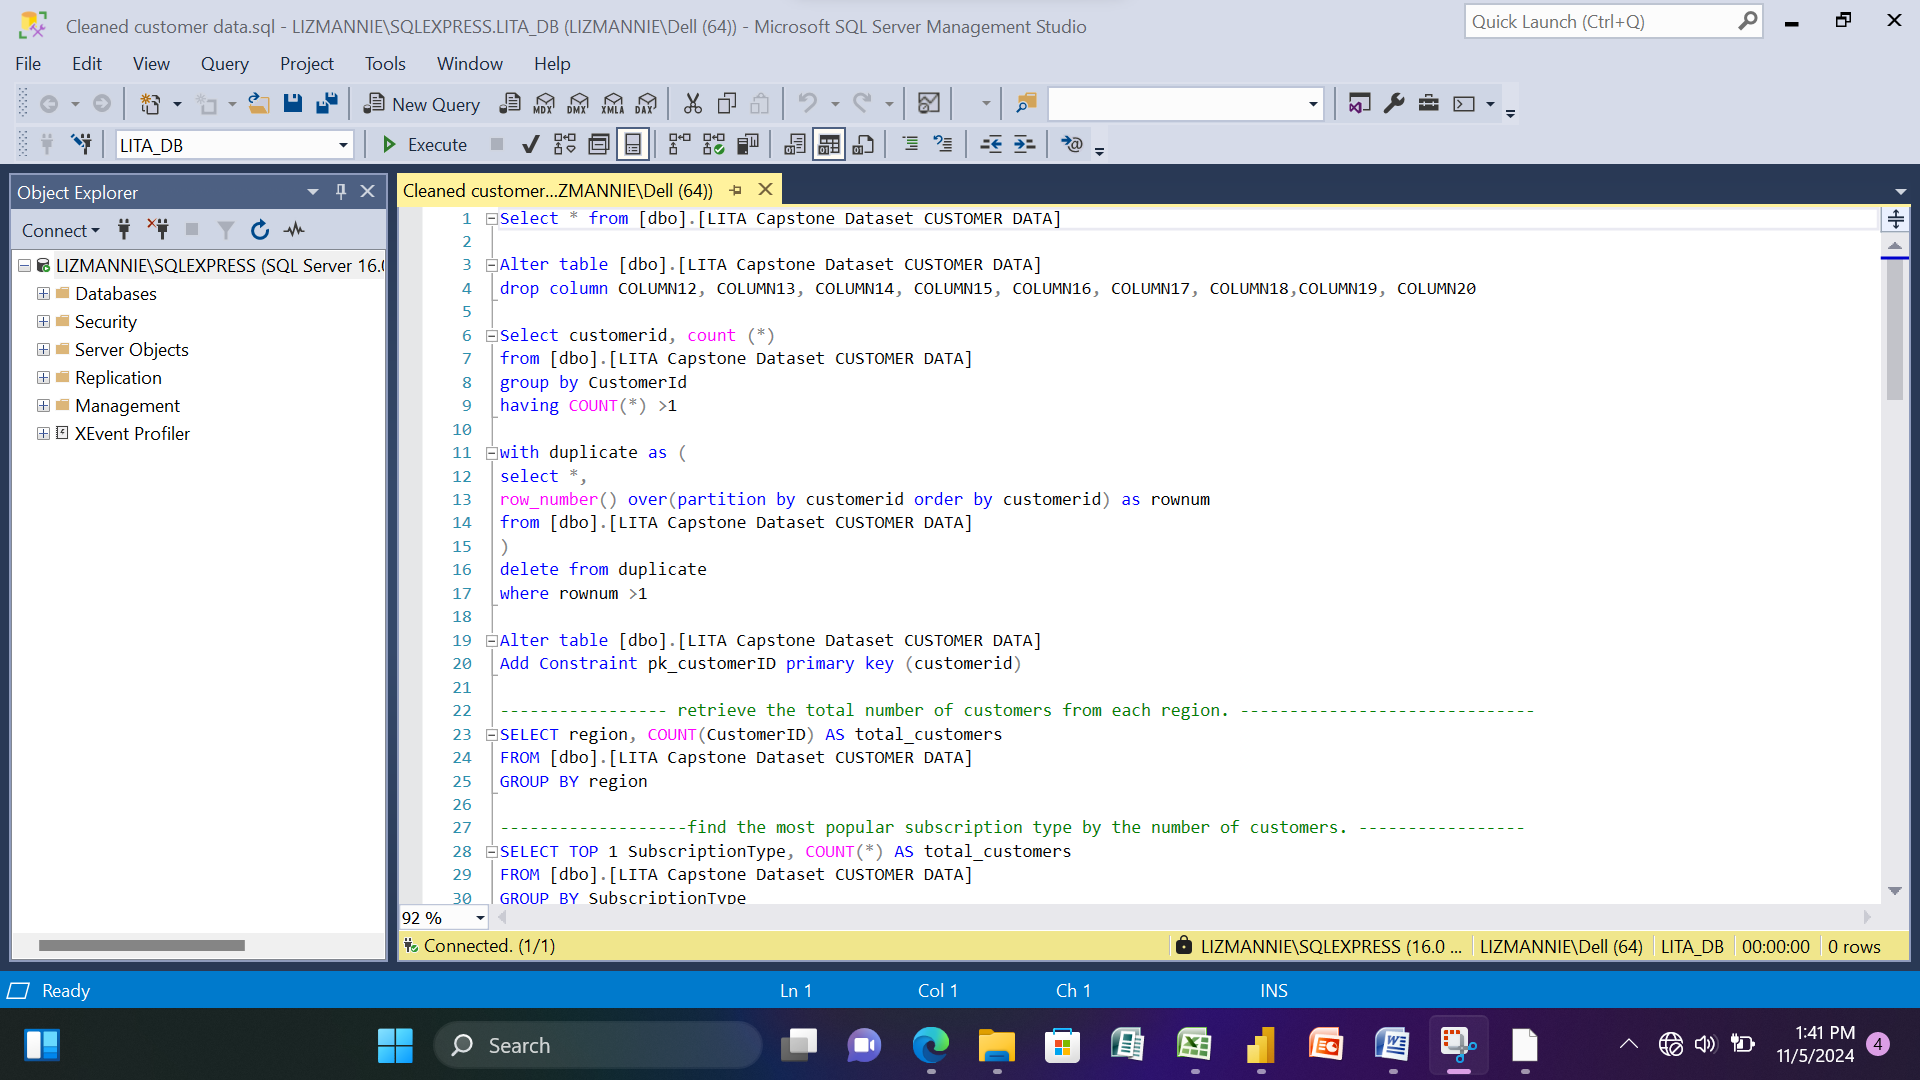 Cleaned customer data.sql - LIZMANNIE\SQLEXPRESS.LITA_DB (LIZMANNIE\Dell (64)) - Microsoft SQL Server Management Studio
Quick Launch (Ctrl+Q)
File Edit View Query Project Tools Window Help
New Query MDX DMX XMLA DAX
LITA_DB Execute
Object Explorer
Cleaned customer...ZMANNIE\Dell (64))
Connect
LIZMANNIE\SQLEXPRESS (SQL Server 16.0
Databases
Security
Server Objects
Replication
Management
XEvent Profiler
1 Select * from [dbo].[LITA Capstone Dataset CUSTOMER DATA]
2
3 Alter table [dbo].[LITA Capstone Dataset CUSTOMER DATA]
4 drop column COLUMN12, COLUMN13, COLUMN14, COLUMN15, COLUMN16, COLUMN17, COLUMN18,COLUMN19, COLUMN20
5
6 Select customerid, count (*)
7 from [dbo].[LITA Capstone Dataset CUSTOMER DATA]
8 group by CustomerId
9 having COUNT(*) >1
10
11 with duplicate as (
12 select *,
13 row_number() over(partition by customerid order by customerid) as rownum
14 from [dbo].[LITA Capstone Dataset CUSTOMER DATA]
15 )
16 delete from duplicate
17 where rownum >1
18
19 Alter table [dbo].[LITA Capstone Dataset CUSTOMER DATA]
20 Add Constraint pk_customerID primary key (customerid)
21
22 ----------------- retrieve the total number of customers from each region. ------------------------------
23 SELECT region, COUNT(CustomerID) AS total_customers
24 FROM [dbo].[LITA Capstone Dataset CUSTOMER DATA]
25 GROUP BY region
26
27 -------------------find the most popular subscription type by the number of customers. -----------------
28 SELECT TOP 1 SubscriptionType, COUNT(*) AS total_customers
29 FROM [dbo].[LITA Capstone Dataset CUSTOMER DATA]
30 GROUP BY SubscriptionType
92 %
Connected. (1/1) LIZMANNIE\SQLEXPRESS (16.0 ... LIZMANNIE\Dell (64) LITA_DB 00:00:00 0 rows
Ready Ln 1 Col 1 Ch 1 INS
Search
1:41 PM
11/5/2024
4